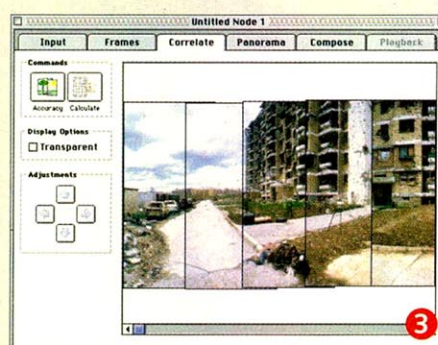 Untitled Node 1
Input Frames Correlate Panorama Compose Playback
Commands
Accuracy Calculate
Display Options
Transparent
Adjustments
3